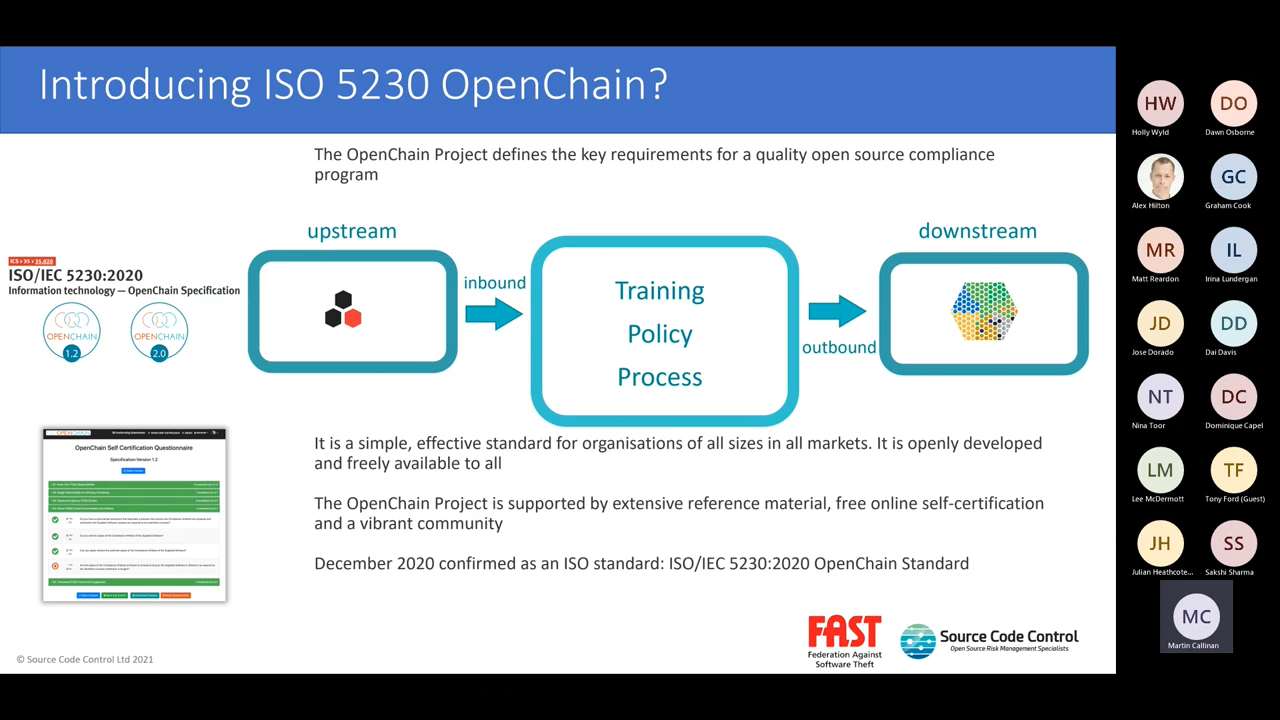 Introducing ISO 5230 OpenChain?
The OpenChain Project defines the key requirements for a quality open source compliance
program
upstream
downstream
ICS > 35 > 35.020
ISO/IEC 5230:2020
Information technology — OpenChain Specification
OPENCHAIN
1.2
OPENCHAIN
2.0
inbound
Training
Policy
Process
outbound
OpenChain Self Certification Questionnaire
Specification Version 1.2
It is a simple, effective standard for organisations of all sizes in all markets. It is openly developed
and freely available to all
The OpenChain Project is supported by extensive reference material, free online self-certification
and a vibrant community
December 2020 confirmed as an ISO standard: ISO/IEC 5230:2020 OpenChain Standard
© Source Code Control Ltd 2021
FAST
Federation Against
Software Theft
Source Code Control
Open Source Risk Management Specialists
HW
Holly Wyld
DO
Dawn Osborne
Alex Hilton
GC
Graham Cook
MR
Matt Reardon
IL
Irina Lundergan
JD
Jose Dorado
DD
Dai Davis
NT
Nina Toor
DC
Dominique Capel
LM
Lee McDermott
TF
Tony Ford (Guest)
JH
Julian Heathcote...
SS
Sakshi Sharma
MC
Martin Callinan